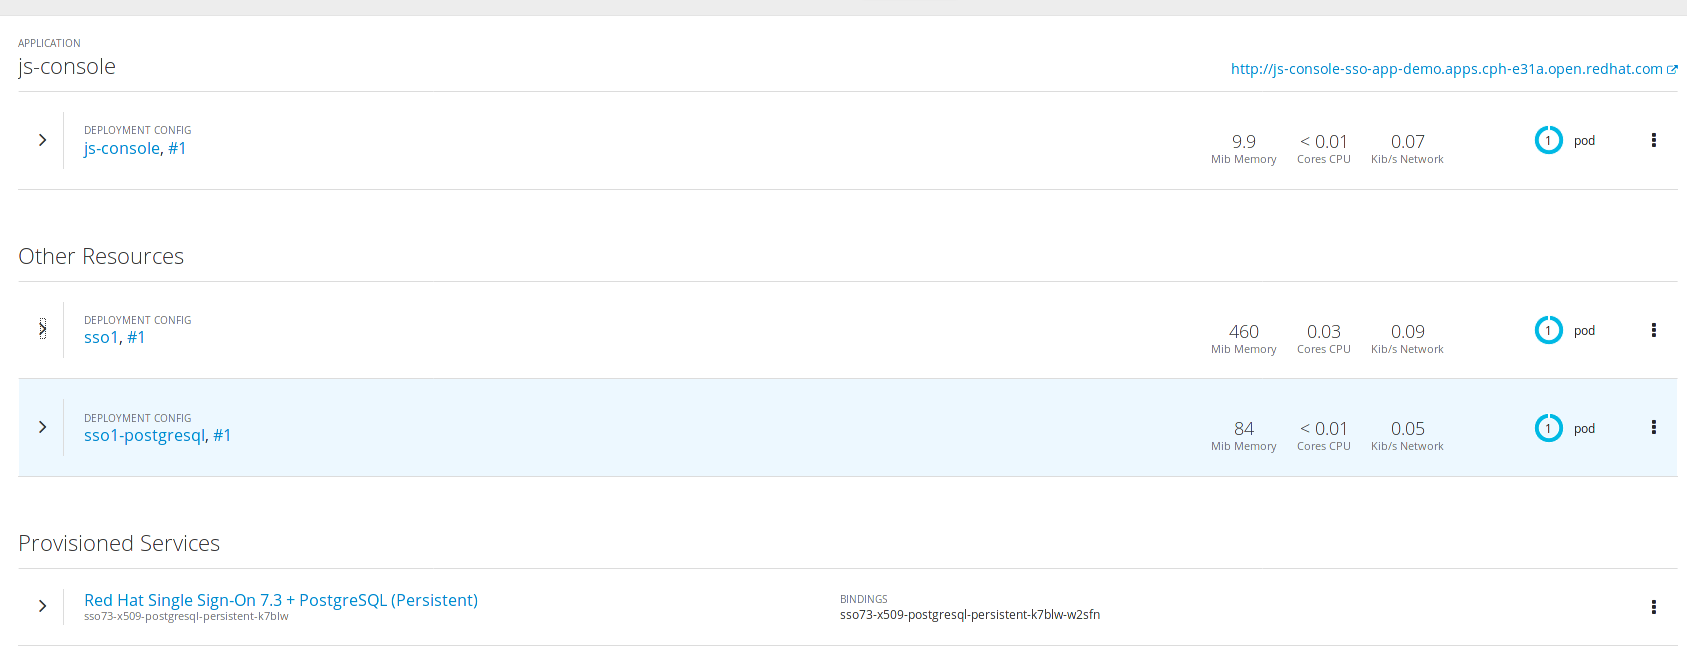 APPLICATION
js-console
http://js-console-sso-app-demo.apps.cph-e31a.open.redhat.com
DEPLOYMENT CONFIG
js-console, #1
9.9 < 0.01 0.07
Mib Memory Cores CPU Kib/s Network
1 pod
Other Resources
DEPLOYMENT CONFIG
sso1, #1
460 0.03 0.09
Mib Memory Cores CPU Kib/s Network
1 pod
DEPLOYMENT CONFIG
sso1-postgresql, #1
84 < 0.01 0.05
Mib Memory Cores CPU Kib/s Network
1 pod
Provisioned Services
Red Hat Single Sign-On 7.3 + PostgreSQL (Persistent)
sso73-x509-postgresql-persistent-k7blw
BINDINGS
sso73-x509-postgresql-persistent-k7blw-w2sfn